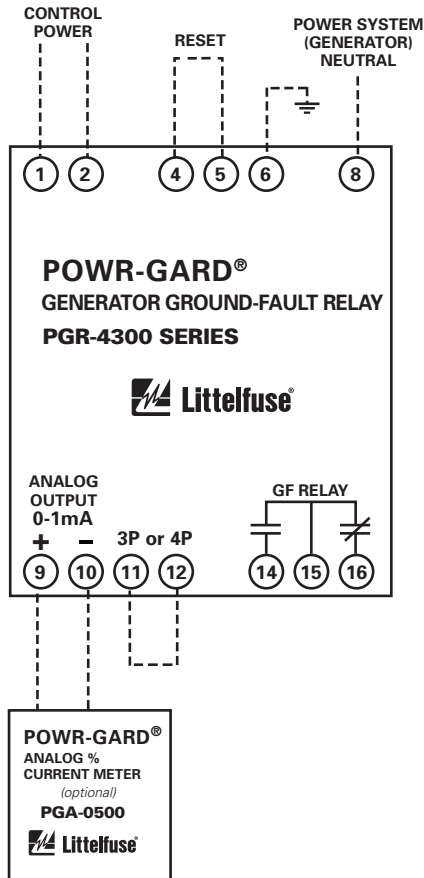 CONTROL
POWER
RESET
POWER SYSTEM
(GENERATOR)
NEUTRAL
1 2 4 5 6 8
POWR-GARD®
GENERATOR GROUND-FAULT RELAY
PGR-4300 SERIES
Littelfuse®
ANALOG
OUTPUT
0-1mA
+ –
3P or 4P
GF RELAY
9 10 11 12 14 15 16
POWR-GARD®
ANALOG %
CURRENT METER
(optional)
PGA-0500
Littelfuse®